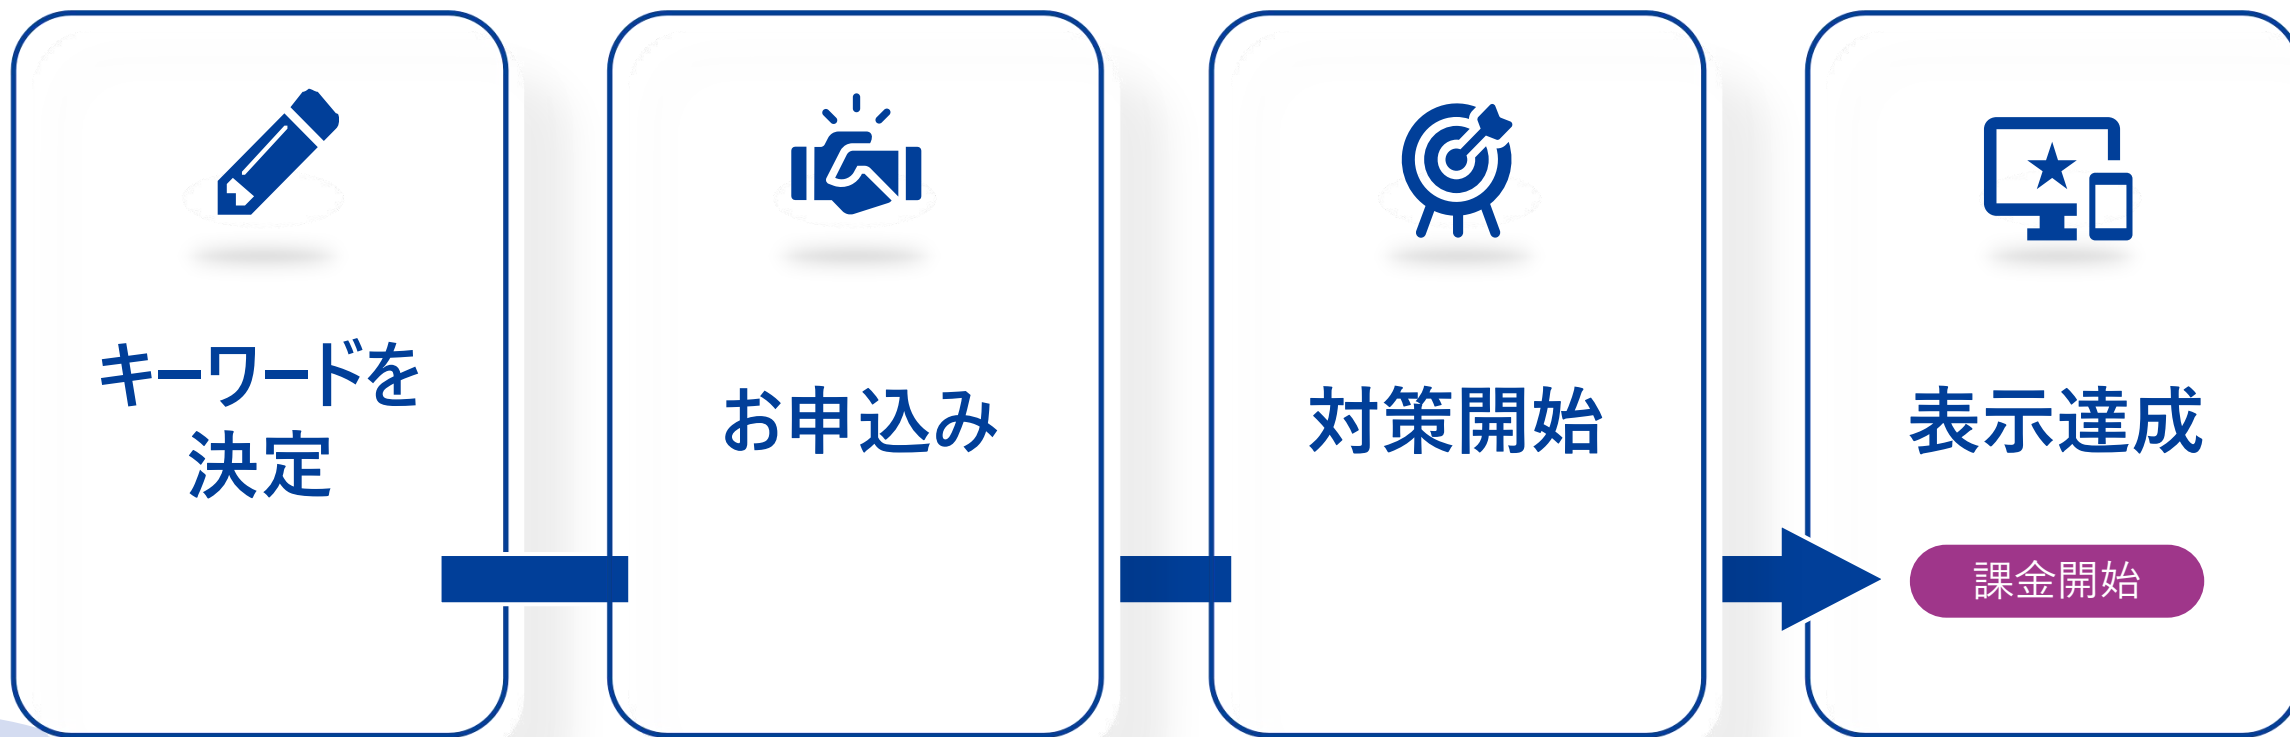 キーワードを
決定
お申込み
対策開始
表示達成
課金開始